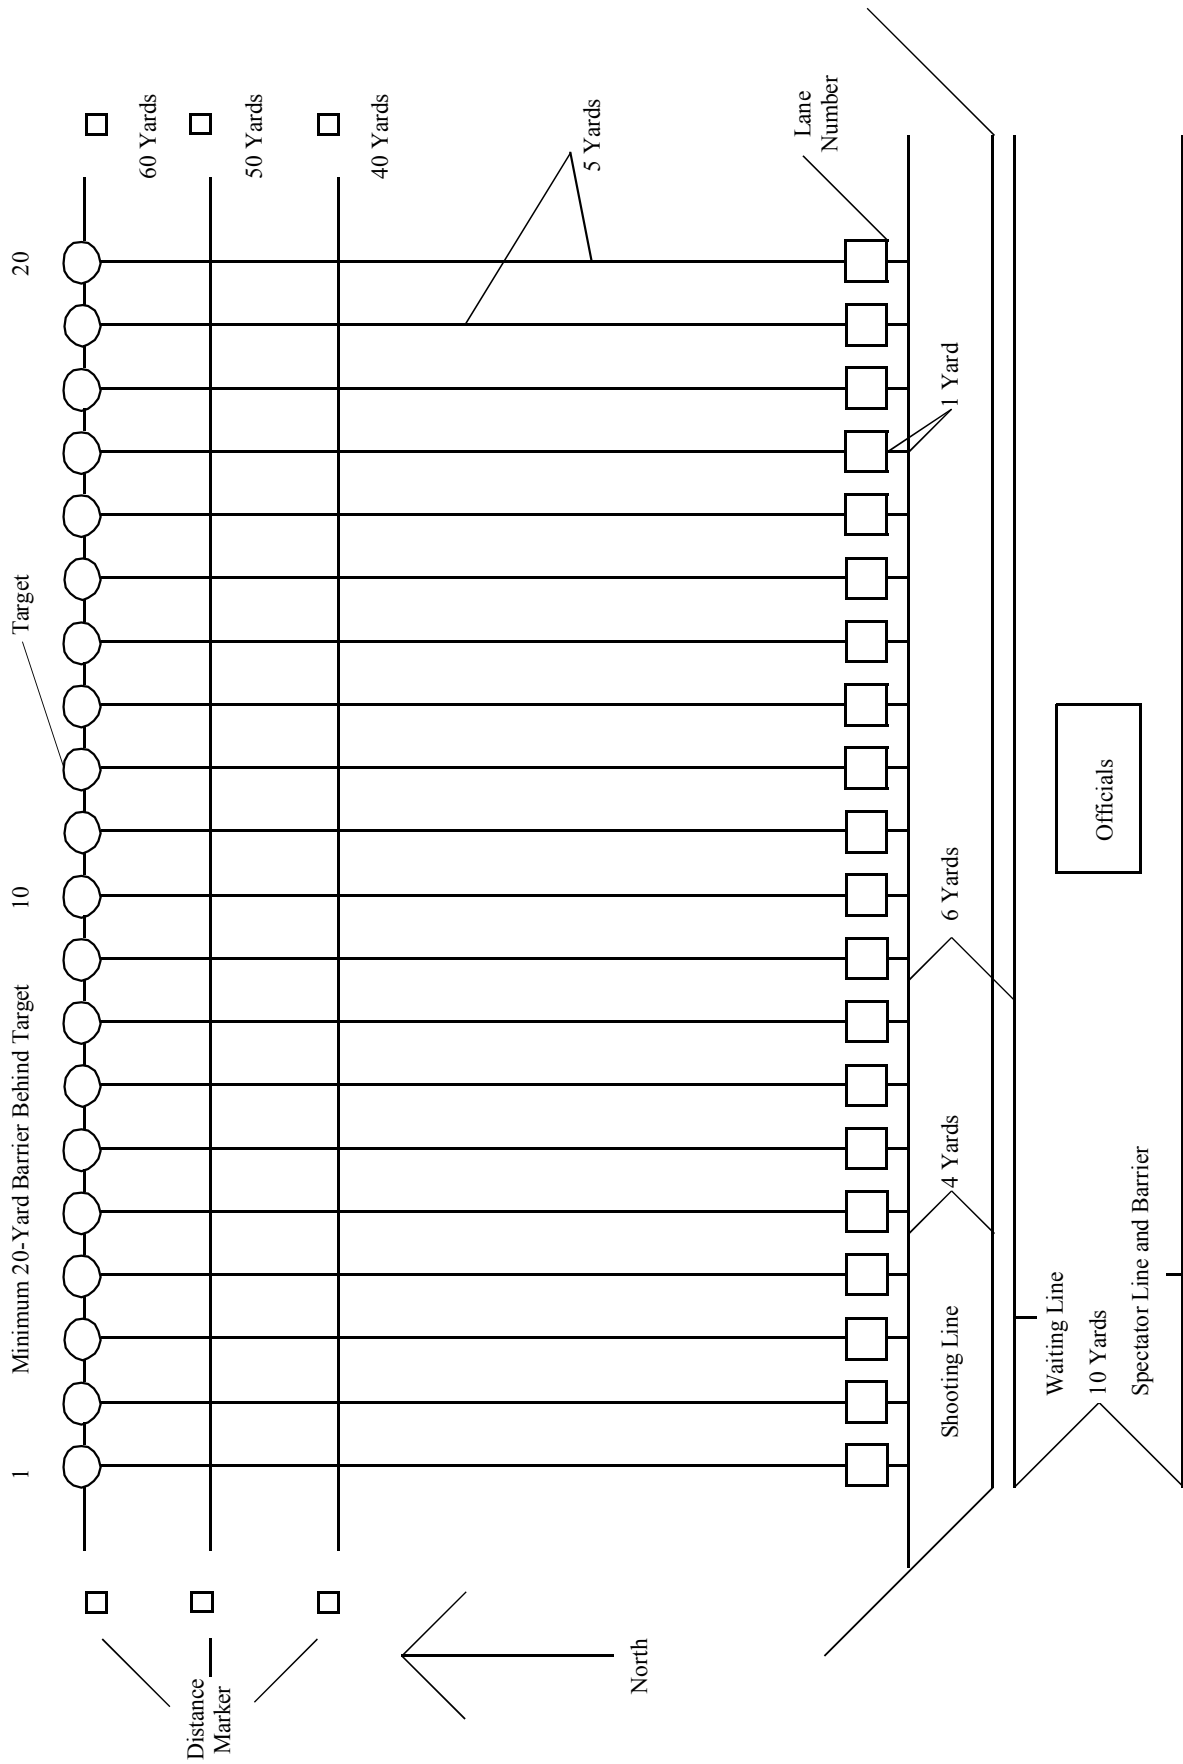 1
Minimum 20-Yard Barrier Behind Target
10
Target
20
60 Yards
50 Yards
40 Yards
Distance
Marker
5 Yards
North
Lane
Number
1 Yard
Shooting Line
4 Yards
6 Yards
Waiting Line
10 Yards
Officials
Spectator Line and Barrier